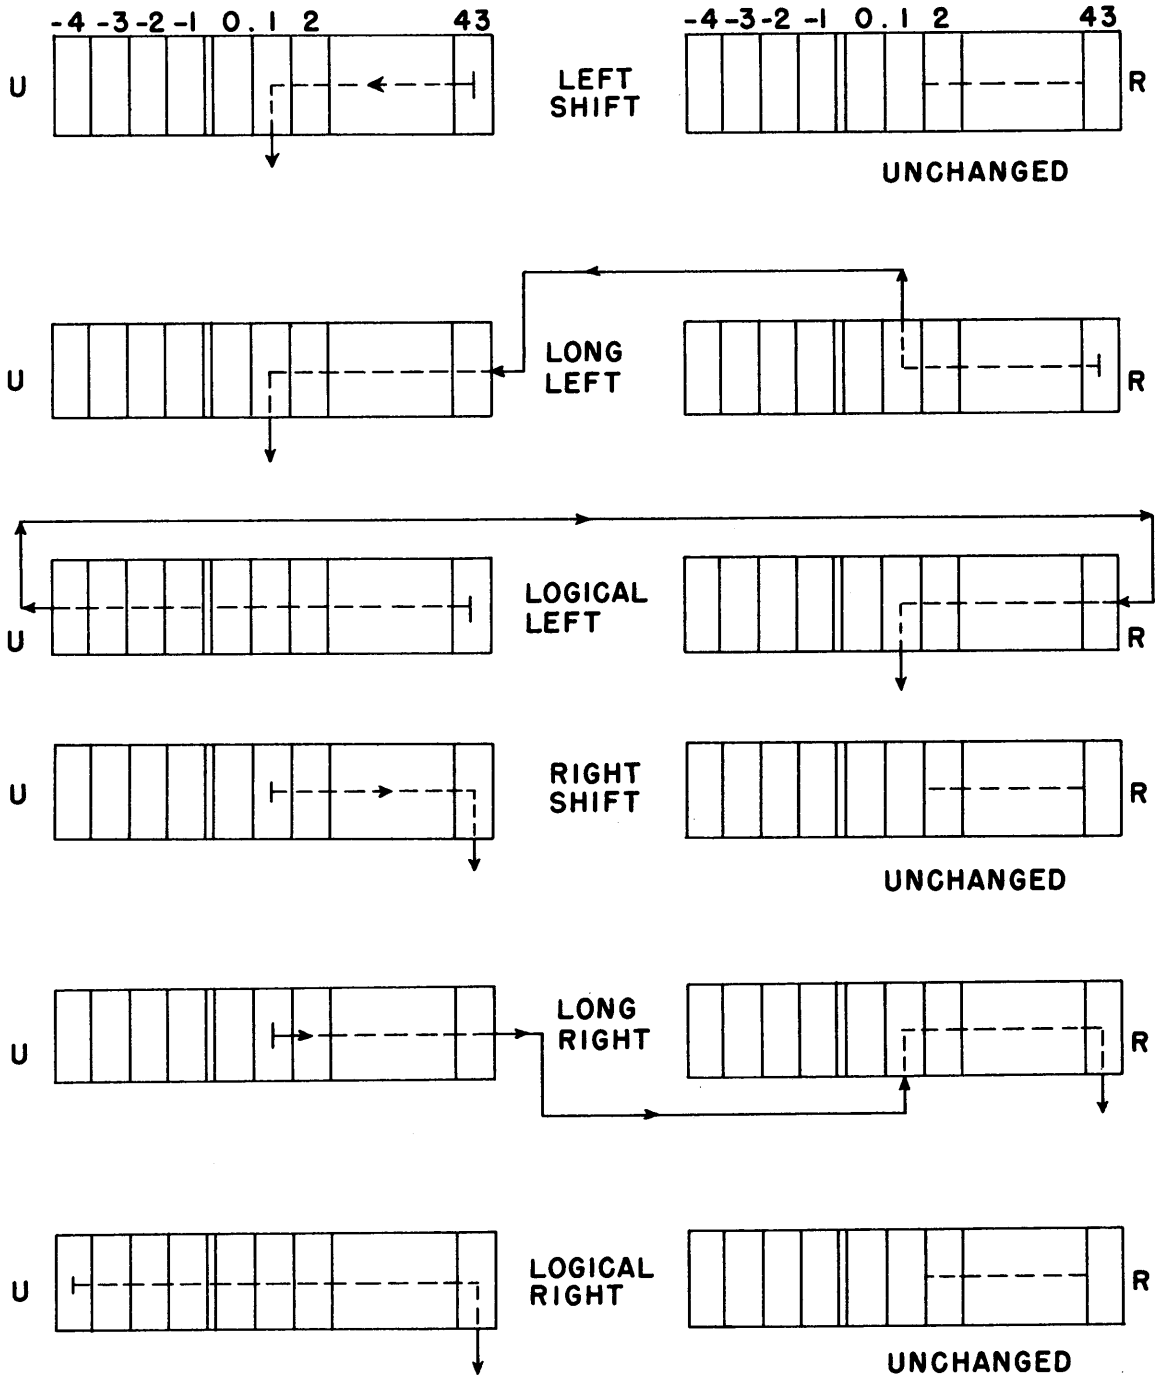 -4 -3 -2 -1 0 . 1 2 43 -4 -3 -2 -1 0 . 1 2 43
U LEFT SHIFT R
UNCHANGED
U LONG LEFT R
U LOGICAL LEFT R
U RIGHT SHIFT R
UNCHANGED
U LONG RIGHT R
U LOGICAL RIGHT R
UNCHANGED